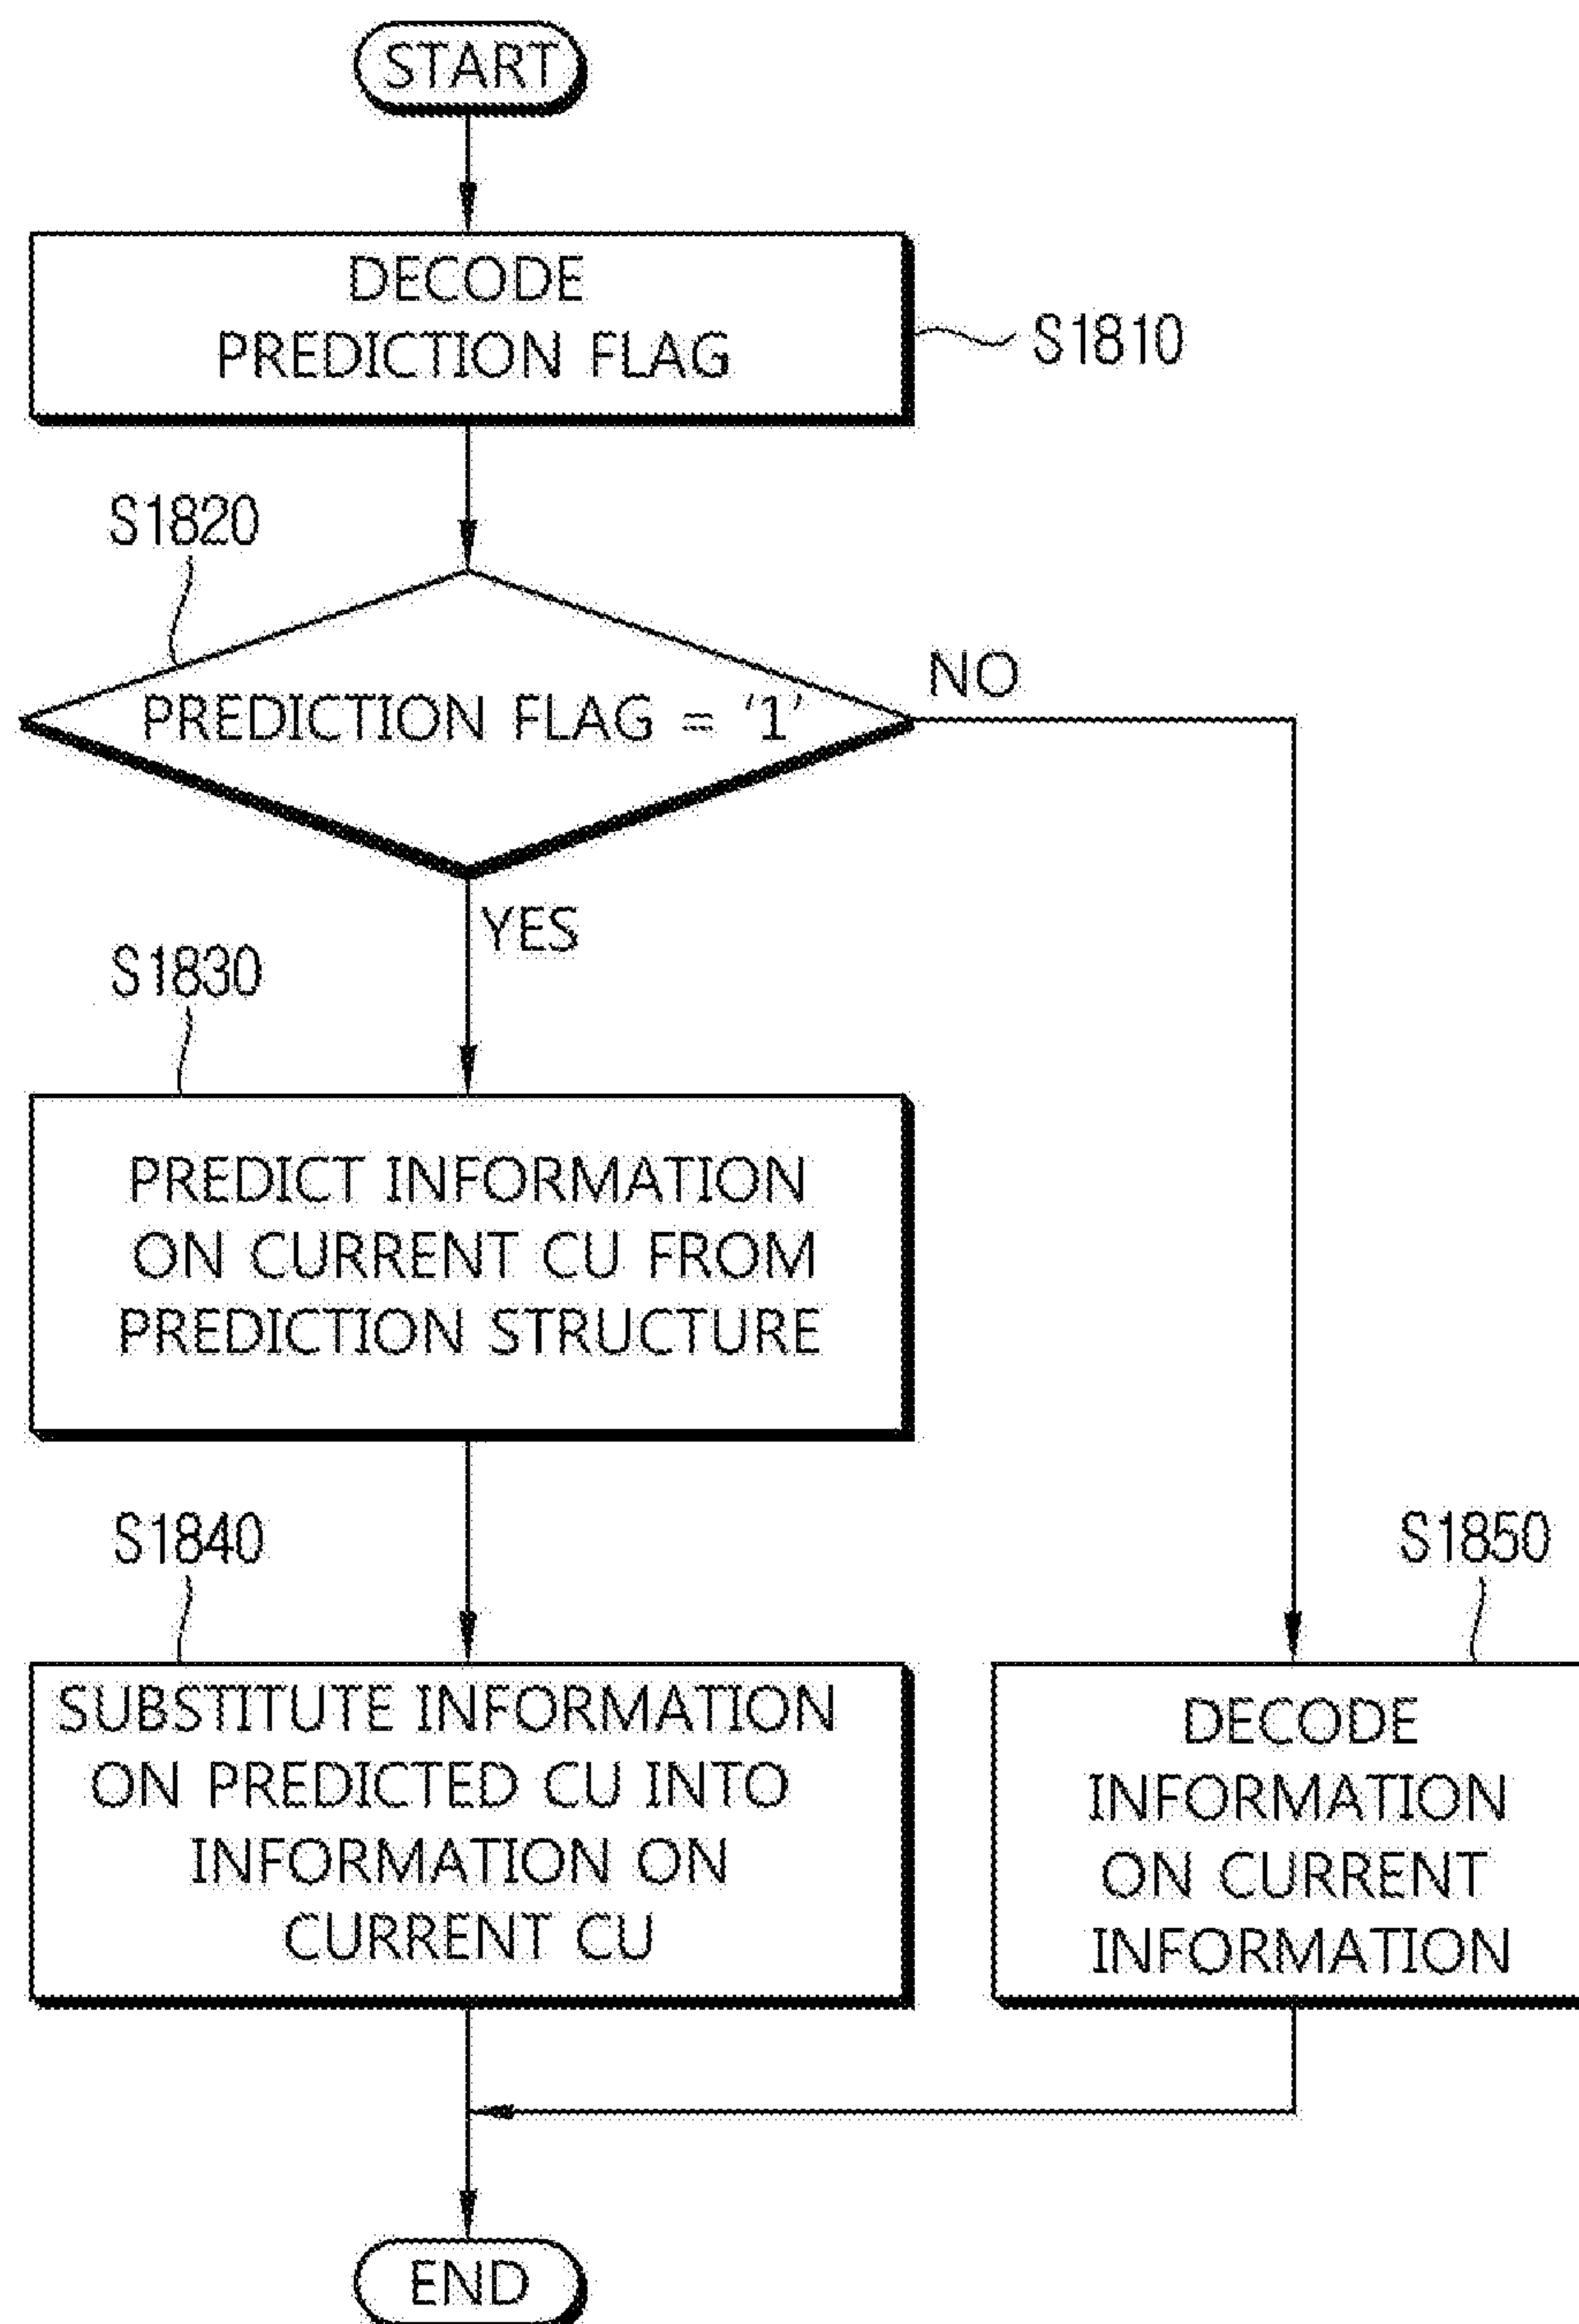 START
DECODE
PREDICTION FLAG
S1810
S1820
PREDICTION FLAG = '1'
NO
YES
S1830
PREDICT INFORMATION
ON CURRENT CU FROM
PREDICTION STRUCTURE
S1840
SUBSTITUTE INFORMATION
ON PREDICTED CU INTO
INFORMATION ON
CURRENT CU
S1850
DECODE
INFORMATION
ON CURRENT
INFORMATION
END